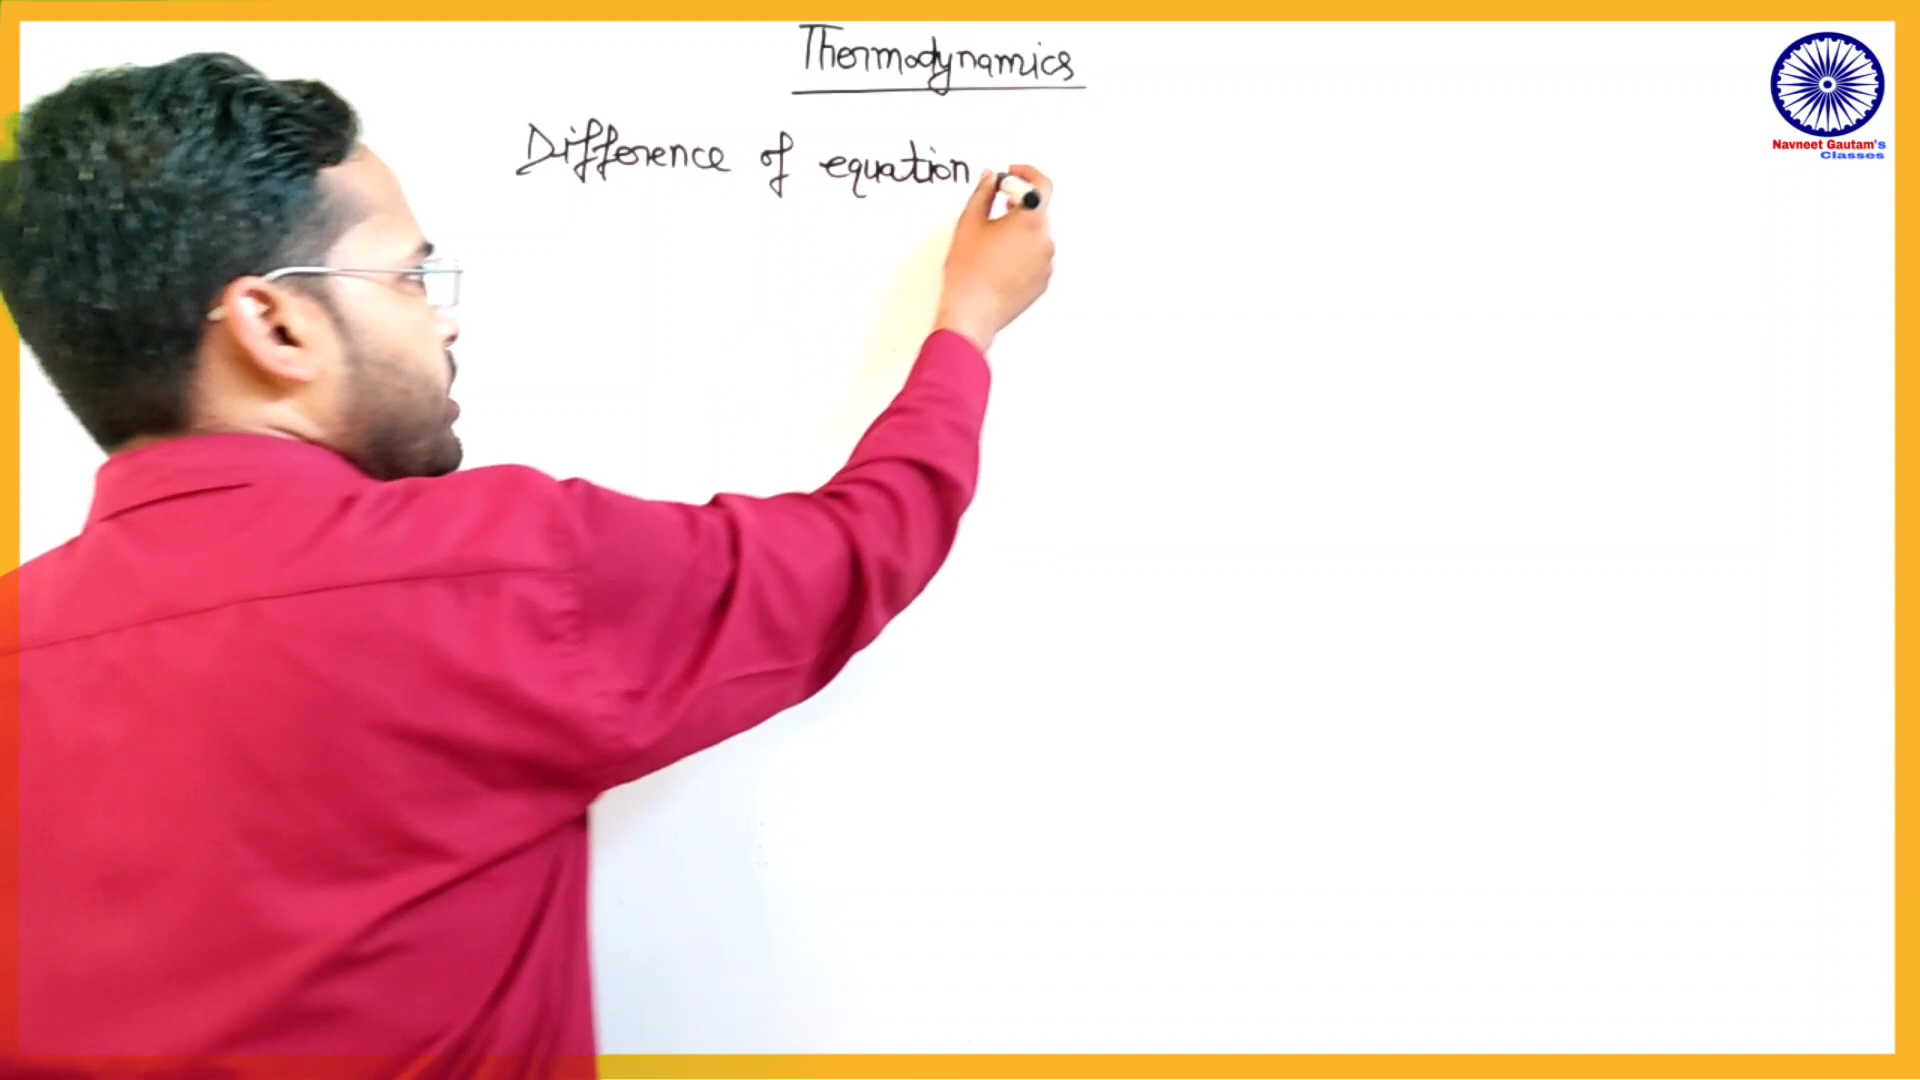 Thermodynamics
Difference of equation
Navneet Gautam's
Classes